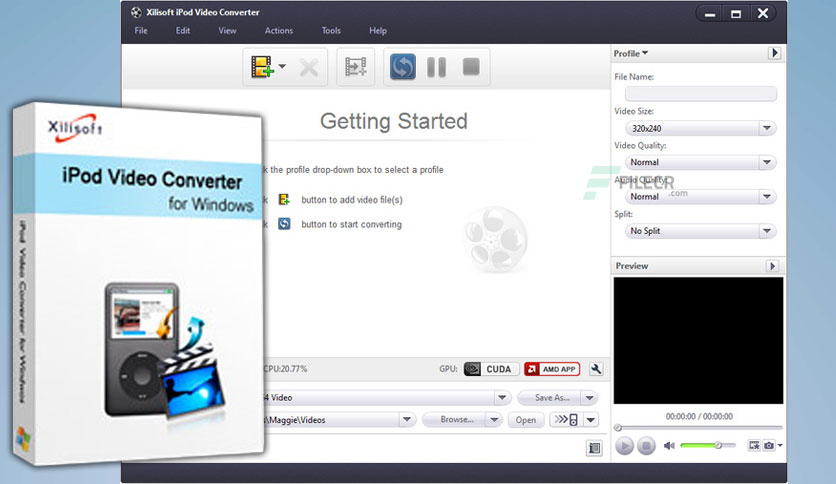 Xilisoft iPod Video Converter
File Edit View Actions Tools Help
Getting Started
the profile drop-down box to select a profile
button to add video file(s)
button to start converting
CPU:20.77%
GPU: CUDA AMD APP
Video
Save As...
\Maggie\Videos
Browse...
Open
Profile
File Name:
Video Size:
320x240
Video Quality:
Normal
Audio Quality:
Normal
Split:
No Split
FILECR
.com
Preview
00:00:00 / 00:00:00
Xilisoft
iPod Video Converter
for Windows
iPod Video Converter for Windows